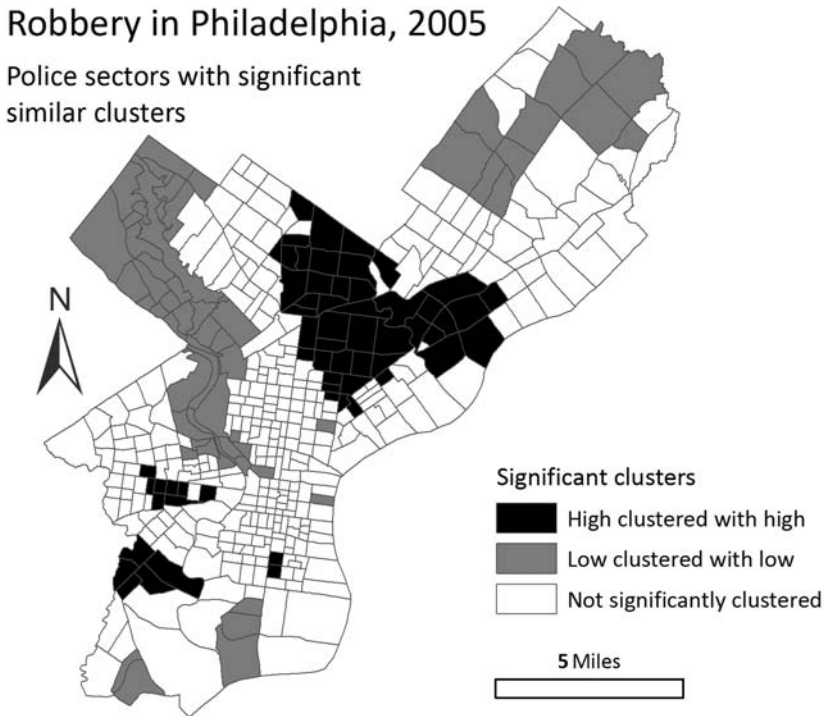 Robbery in Philadelphia, 2005
Police sectors with significant
similar clusters
N
Significant clusters
High clustered with high
Low clustered with low
Not significantly clustered
5 Miles